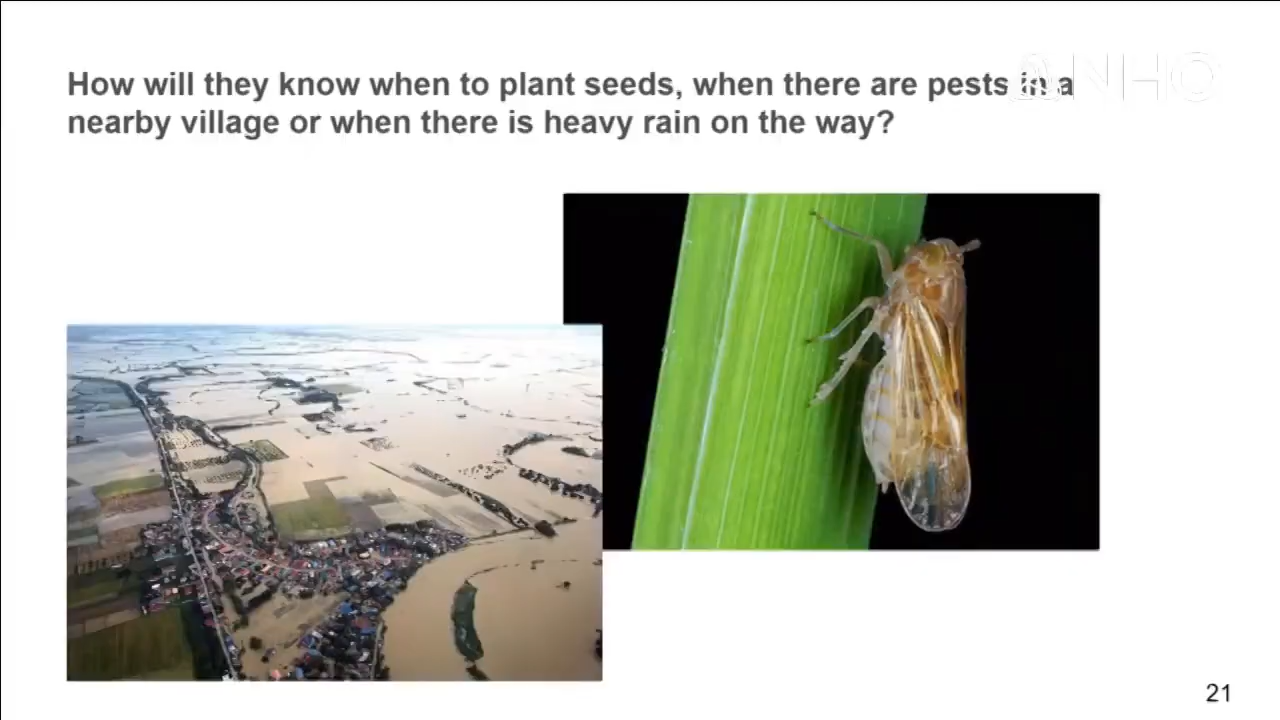 How will they know when to plant seeds, when there are pests in a
nearby village or when there is heavy rain on the way?
NHO
21